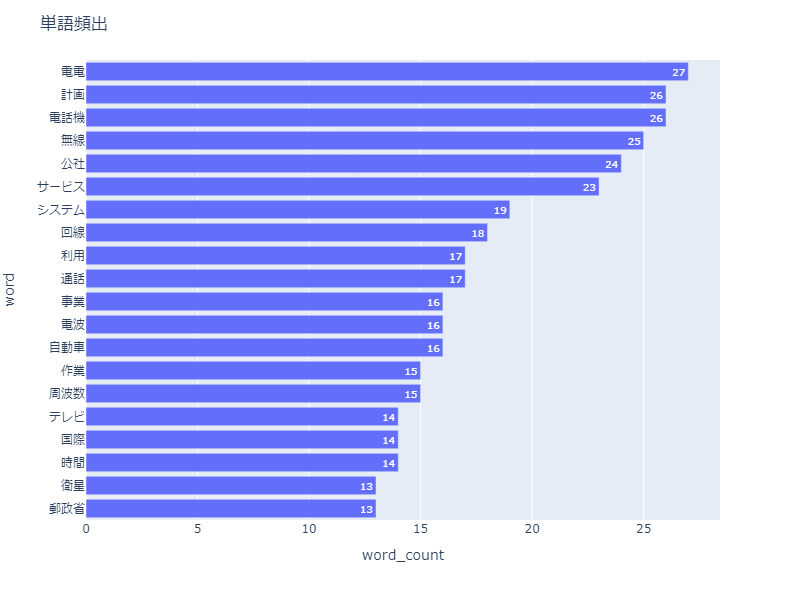 単語頻出
電電 27
計画 26
電話機 26
無線 25
公社 24
サービス 23
システム 19
回線 18
利用 17
通話 17
事業 16
電波 16
自動車 16
作業 15
周波数 15
テレビ 14
国際 14
時間 14
衛星 13
郵政省 13
0 5 10 15 20 25
word_count
word